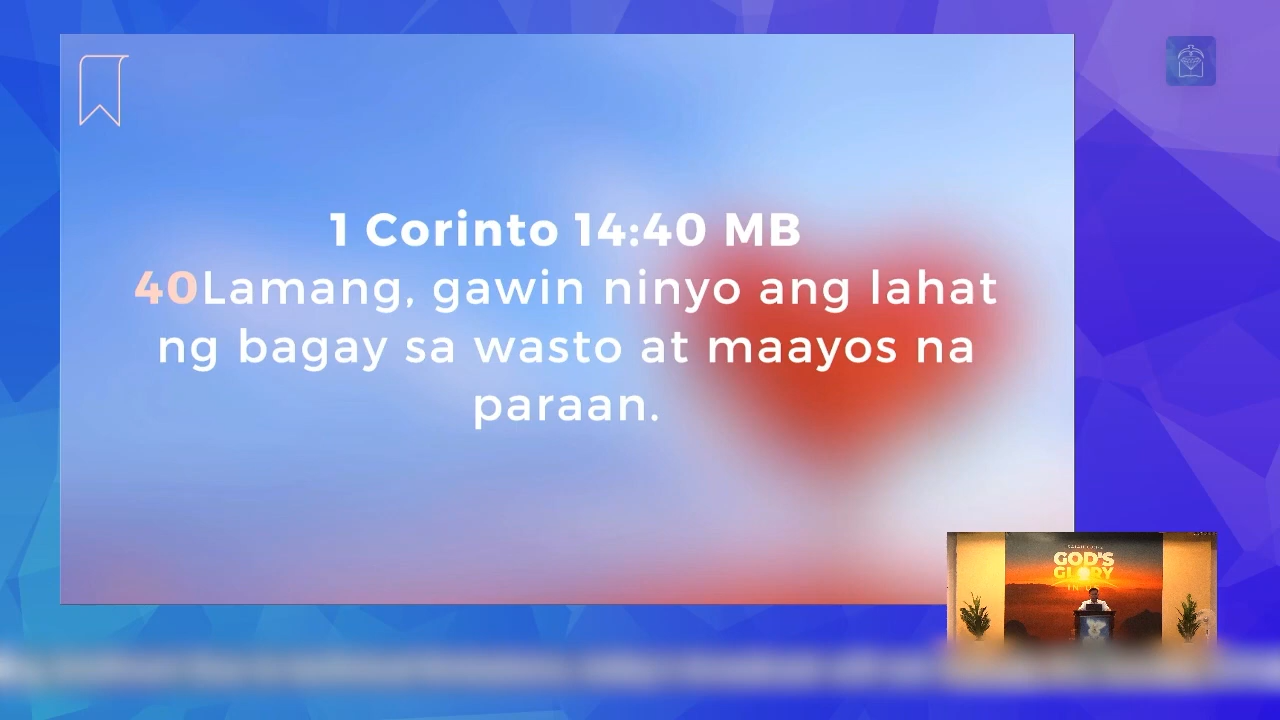 1 Corinto 14:40 MB
40Lamang, gawin ninyo ang lahat
ng bagay sa wasto at maayos na
paraan.
GOD'S
GLORY